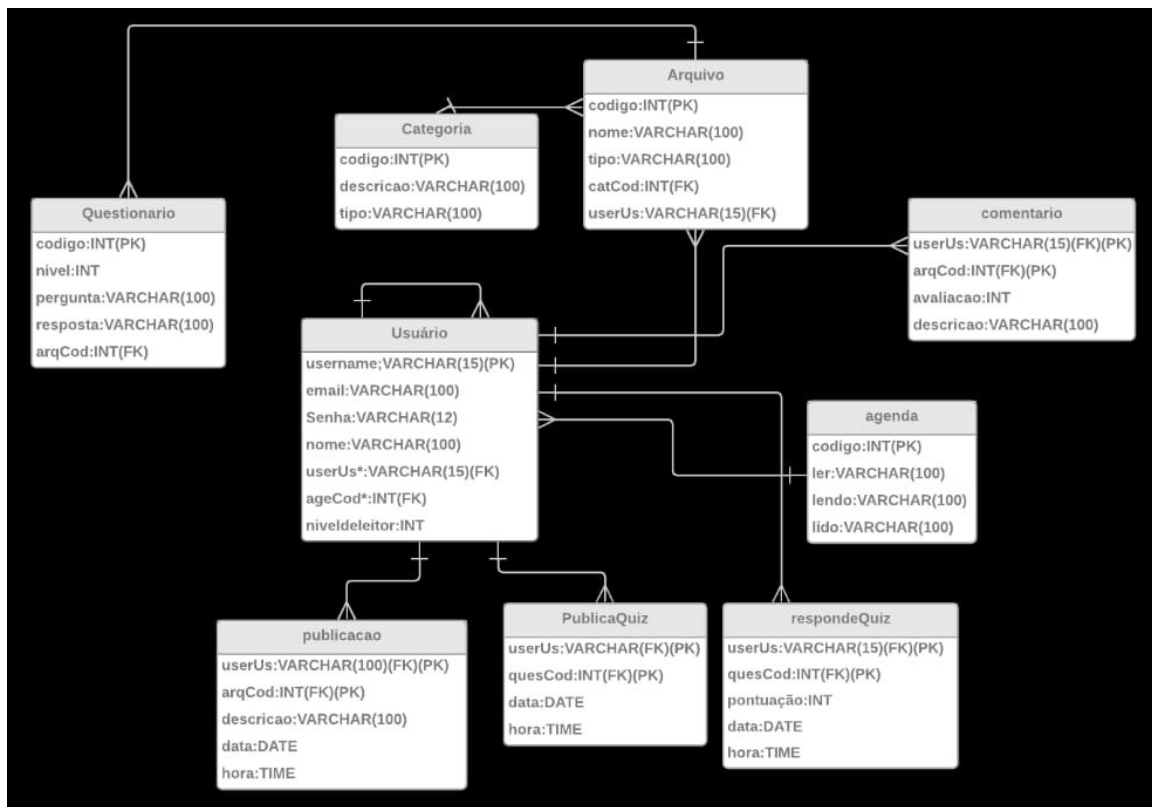 Arquivo
codigo:INT(PK)
nome:VARCHAR(100)
tipo:VARCHAR(100)
catCod:INT(FK)
userUs:VARCHAR(15)(FK)
Categoria
codigo:INT(PK)
descricao:VARCHAR(100)
tipo:VARCHAR(100)
Questionario
codigo:INT(PK)
nivel:INT
pergunta:VARCHAR(100)
resposta:VARCHAR(100)
arqCod:INT(FK)
comentario
userUs:VARCHAR(15)(FK)(PK)
arqCod:INT(FK)(PK)
avaliacao:INT
descricao:VARCHAR(100)
Usuário
username;VARCHAR(15)(PK)
email:VARCHAR(100)
Senha:VARCHAR(12)
nome:VARCHAR(100)
userUs*:VARCHAR(15)(FK)
ageCod*:INT(FK)
niveldeleitor:INT
agenda
codigo:INT(PK)
ler:VARCHAR(100)
lendo:VARCHAR(100)
lido:VARCHAR(100)
publicacao
userUs:VARCHAR(100)(FK)(PK)
arqCod:INT(FK)(PK)
descricao:VARCHAR(100)
data:DATE
hora:TIME
PublicaQuiz
userUs:VARCHAR(FK)(PK)
quesCod:INT(FK)(PK)
data:DATE
hora:TIME
respondeQuiz
userUs:VARCHAR(15)(FK)(PK)
quesCod:INT(FK)(PK)
pontuação:INT
data:DATE
hora:TIME